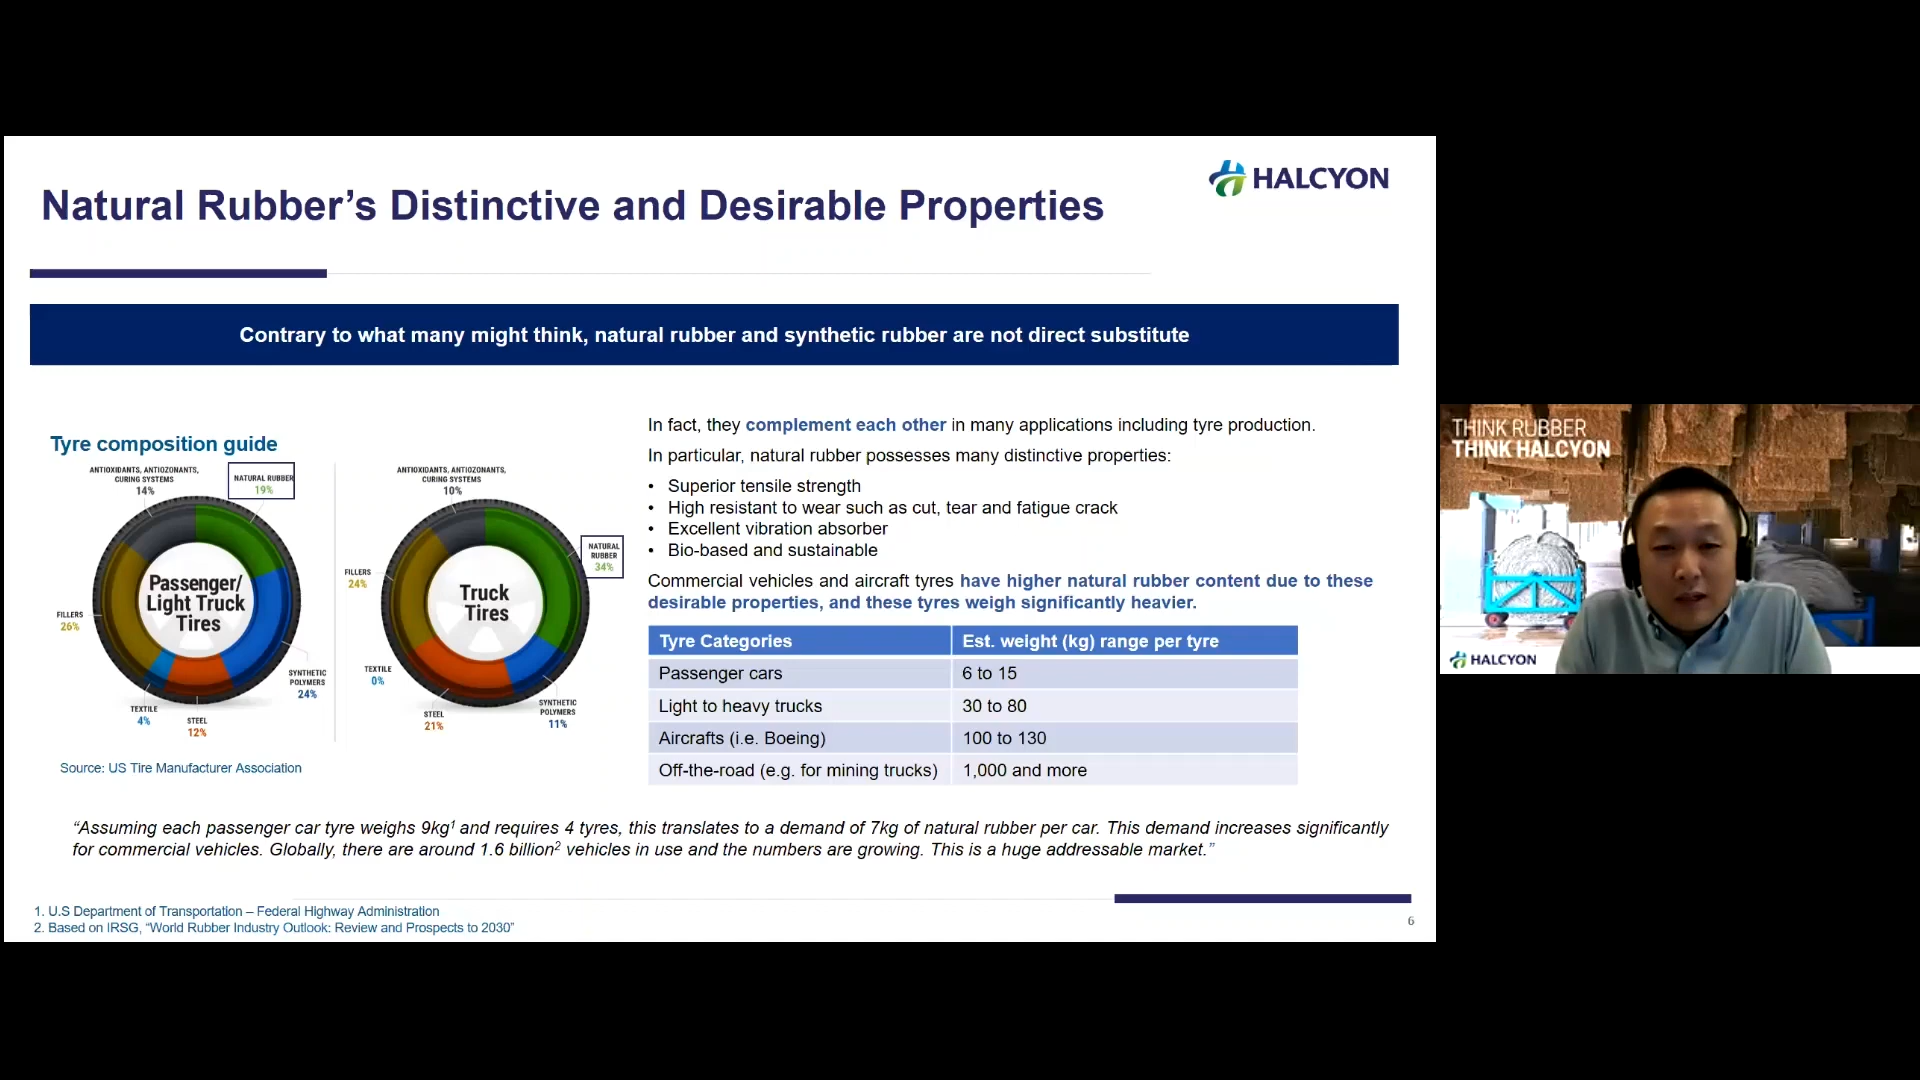 HALCYON
Natural Rubber’s Distinctive and Desirable Properties
Contrary to what many might think, natural rubber and synthetic rubber are not direct substitute
Tyre composition guide
ANTIOXIDANTS, ANTIOZONANTS,
CURING SYSTEMS
14%
NATURAL RUBBER
19%
Passenger/
Light Truck
Tires
FILLERS
26%
SYNTHETIC
POLYMERS
24%
TEXTILE
4%
STEEL
12%
ANTIOXIDANTS, ANTIOZONANTS,
CURING SYSTEMS
10%
NATURAL
RUBBER
34%
FILLERS
24%
Truck
Tires
TEXTILE
0%
SYNTHETIC
POLYMERS
11%
STEEL
21%
Source: US Tire Manufacturer Association
In fact, they complement each other in many applications including tyre production.
In particular, natural rubber possesses many distinctive properties:
• Superior tensile strength
• High resistant to wear such as cut, tear and fatigue crack
• Excellent vibration absorber
• Bio-based and sustainable
Commercial vehicles and aircraft tyres have higher natural rubber content due to these
desirable properties, and these tyres weigh significantly heavier.
Tyre Categories Est. weight (kg) range per tyre
Passenger cars 6 to 15
Light to heavy trucks 30 to 80
Aircrafts (i.e. Boeing) 100 to 130
Off-the-road (e.g. for mining trucks) 1,000 and more
“Assuming each passenger car tyre weighs 9kg¹ and requires 4 tyres, this translates to a demand of 7kg of natural rubber per car. This demand increases significantly
for commercial vehicles. Globally, there are around 1.6 billion² vehicles in use and the numbers are growing. This is a huge addressable market.”
1. U.S Department of Transportation – Federal Highway Administration
2. Based on IRSG, “World Rubber Industry Outlook: Review and Prospects to 2030”
6
THINK RUBBER
THINK HALCYON
HALCYON